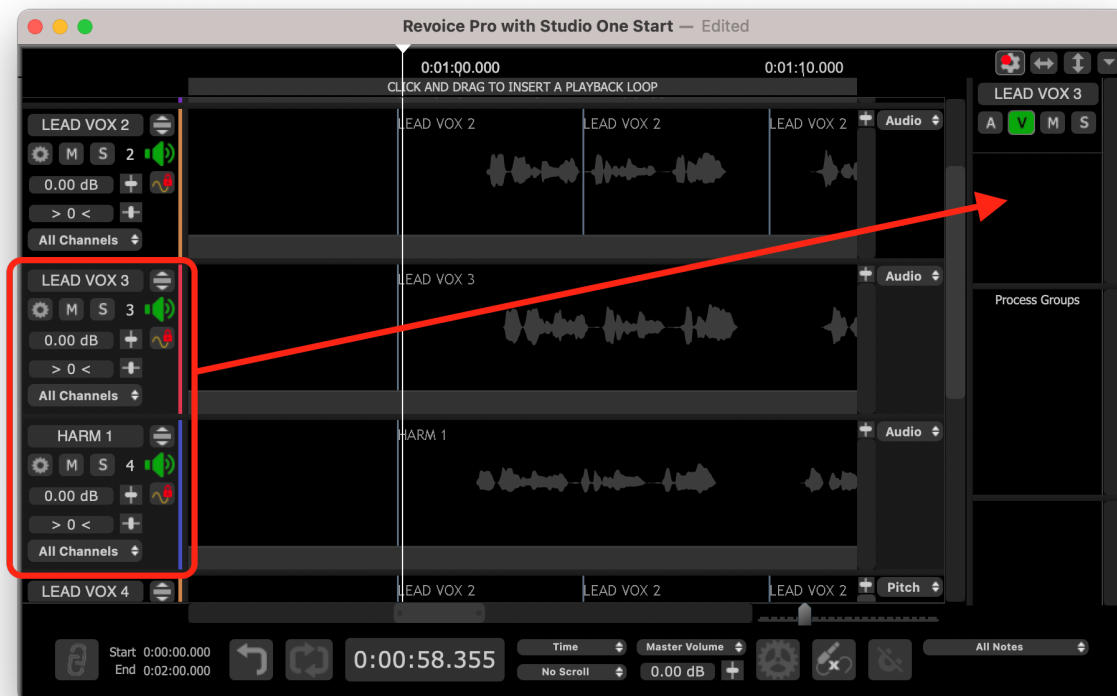 Revoice Pro with Studio One Start — Edited
0:01:00.000
0:01:10.000
CLICK AND DRAG TO INSERT A PLAYBACK LOOP
LEAD VOX 3
A V M S
LEAD VOX 2
LEAD VOX 2
LEAD VOX 2
LEAD VOX 2
Audio
M S 2
0.00 dB
> 0 <
All Channels
LEAD VOX 3
LEAD VOX 3
Audio
M S 3
0.00 dB
> 0 <
All Channels
Process Groups
HARM 1
HARM 1
Audio
M S 4
0.00 dB
> 0 <
All Channels
LEAD VOX 4
LEAD VOX 2
LEAD VOX 2
LEAD VOX 2
Pitch
Start 0:00:00.000
End 0:02:00.000
0:00:58.355
Time
No Scroll
Master Volume
0.00 dB
All Notes